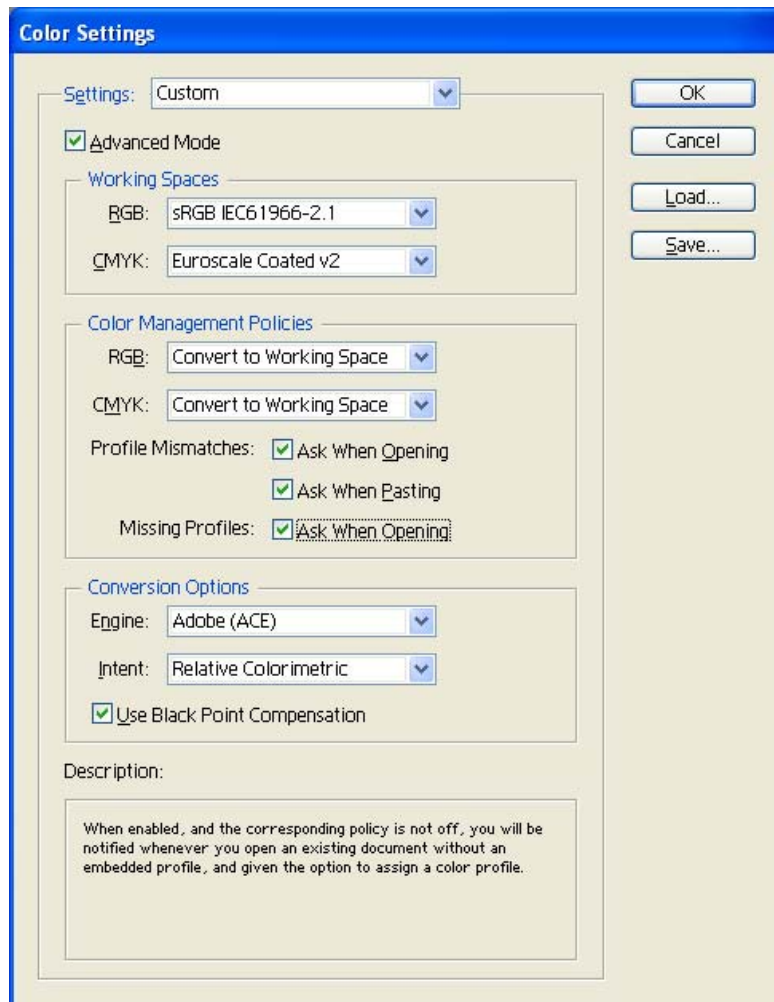 Color Settings
Settings: Custom
OK
Advanced Mode
Cancel
Working Spaces
RGB: sRGB IEC61966-2.1
Load...
CMYK: Euroscale Coated v2
Save...
Color Management Policies
RGB: Convert to Working Space
CMYK: Convert to Working Space
Profile Mismatches: Ask When Opening
Ask When Pasting
Missing Profiles: Ask When Opening
Conversion Options
Engine: Adobe (ACE)
Intent: Relative Colorimetric
Use Black Point Compensation
Description:
When enabled, and the corresponding policy is not off, you will be
notified whenever you open an existing document without an
embedded profile, and given the option to assign a color profile.